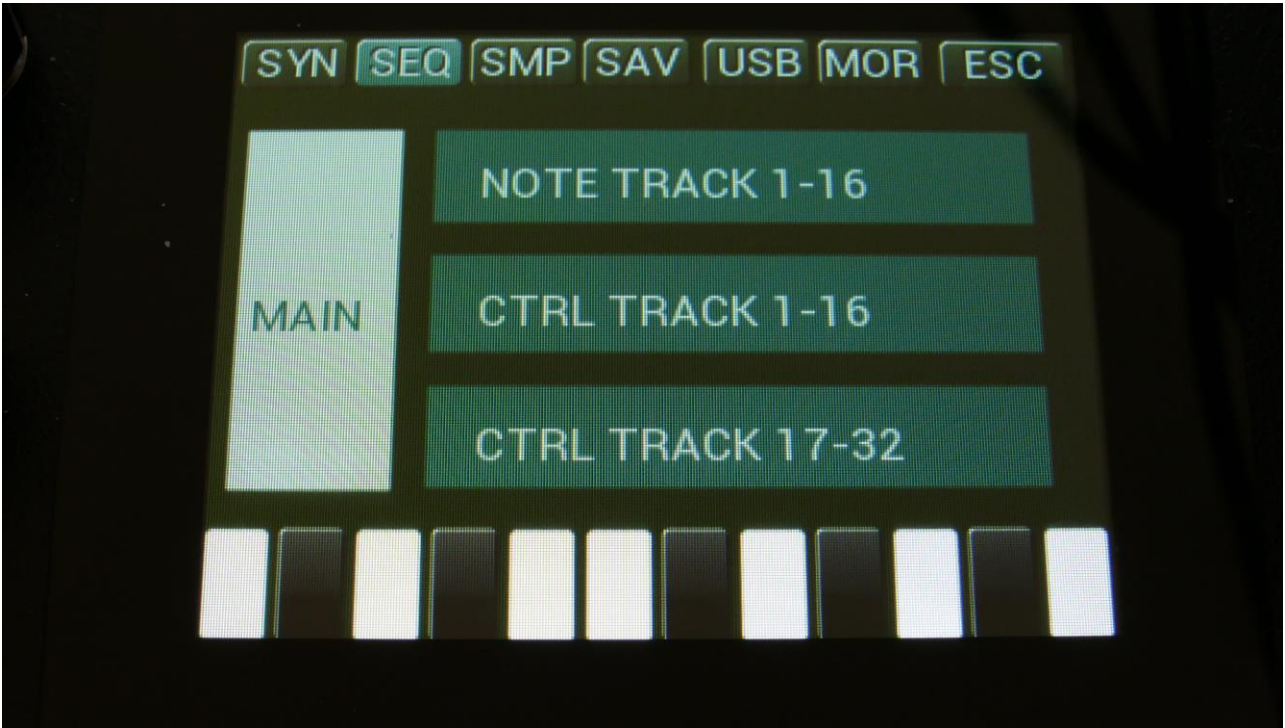 SYN SEQ SMP SAV USB MOR ESC
MAIN
NOTE TRACK 1-16
CTRL TRACK 1-16
CTRL TRACK 17-32